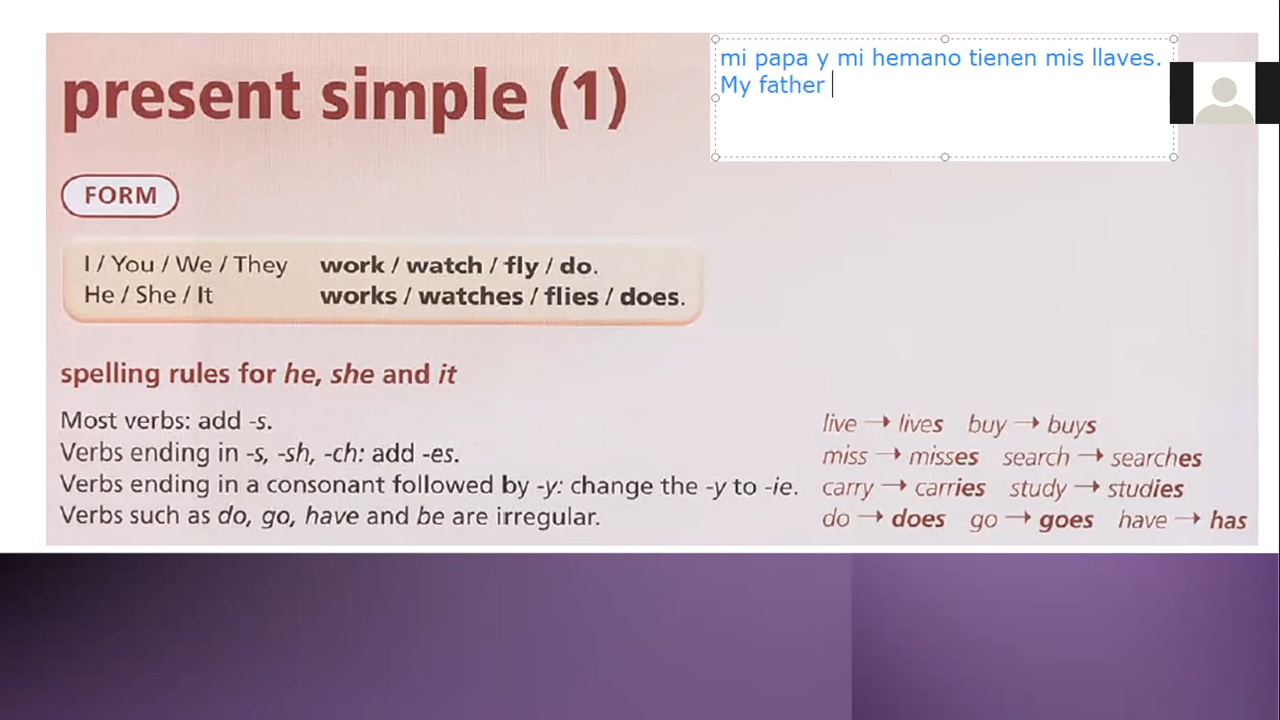 present simple (1)
mi papa y mi hemano tienen mis llaves.
My father
FORM
I / You / We / They work / watch / fly / do.
He / She / It works / watches / flies / does.
spelling rules for he, she and it
Most verbs: add -s. live → lives buy → buys
Verbs ending in -s, -sh, -ch: add -es. miss → misses search → searches
Verbs ending in a consonant followed by -y: change the -y to -ie. carry → carries study → studies
Verbs such as do, go, have and be are irregular. do → does go → goes have → has